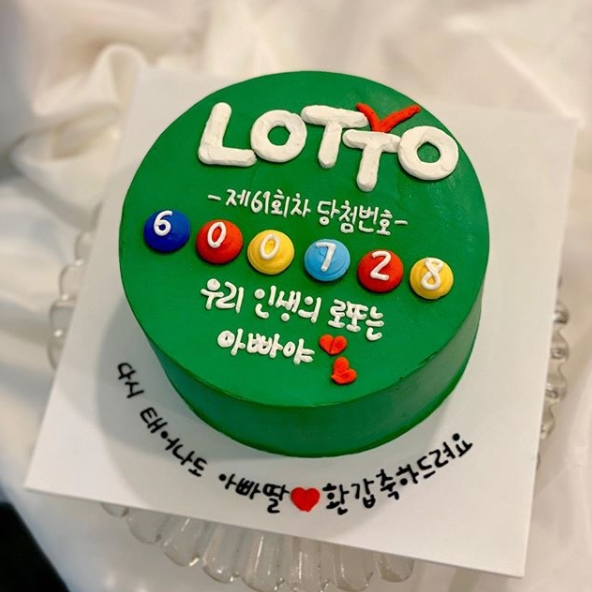 LOTTO
-제61회차 당첨번호-
6 0 0 7 2 8
우리 인생의 로또는
아빠야
다시 태어나도 아빠딸♥환갑축하드려요